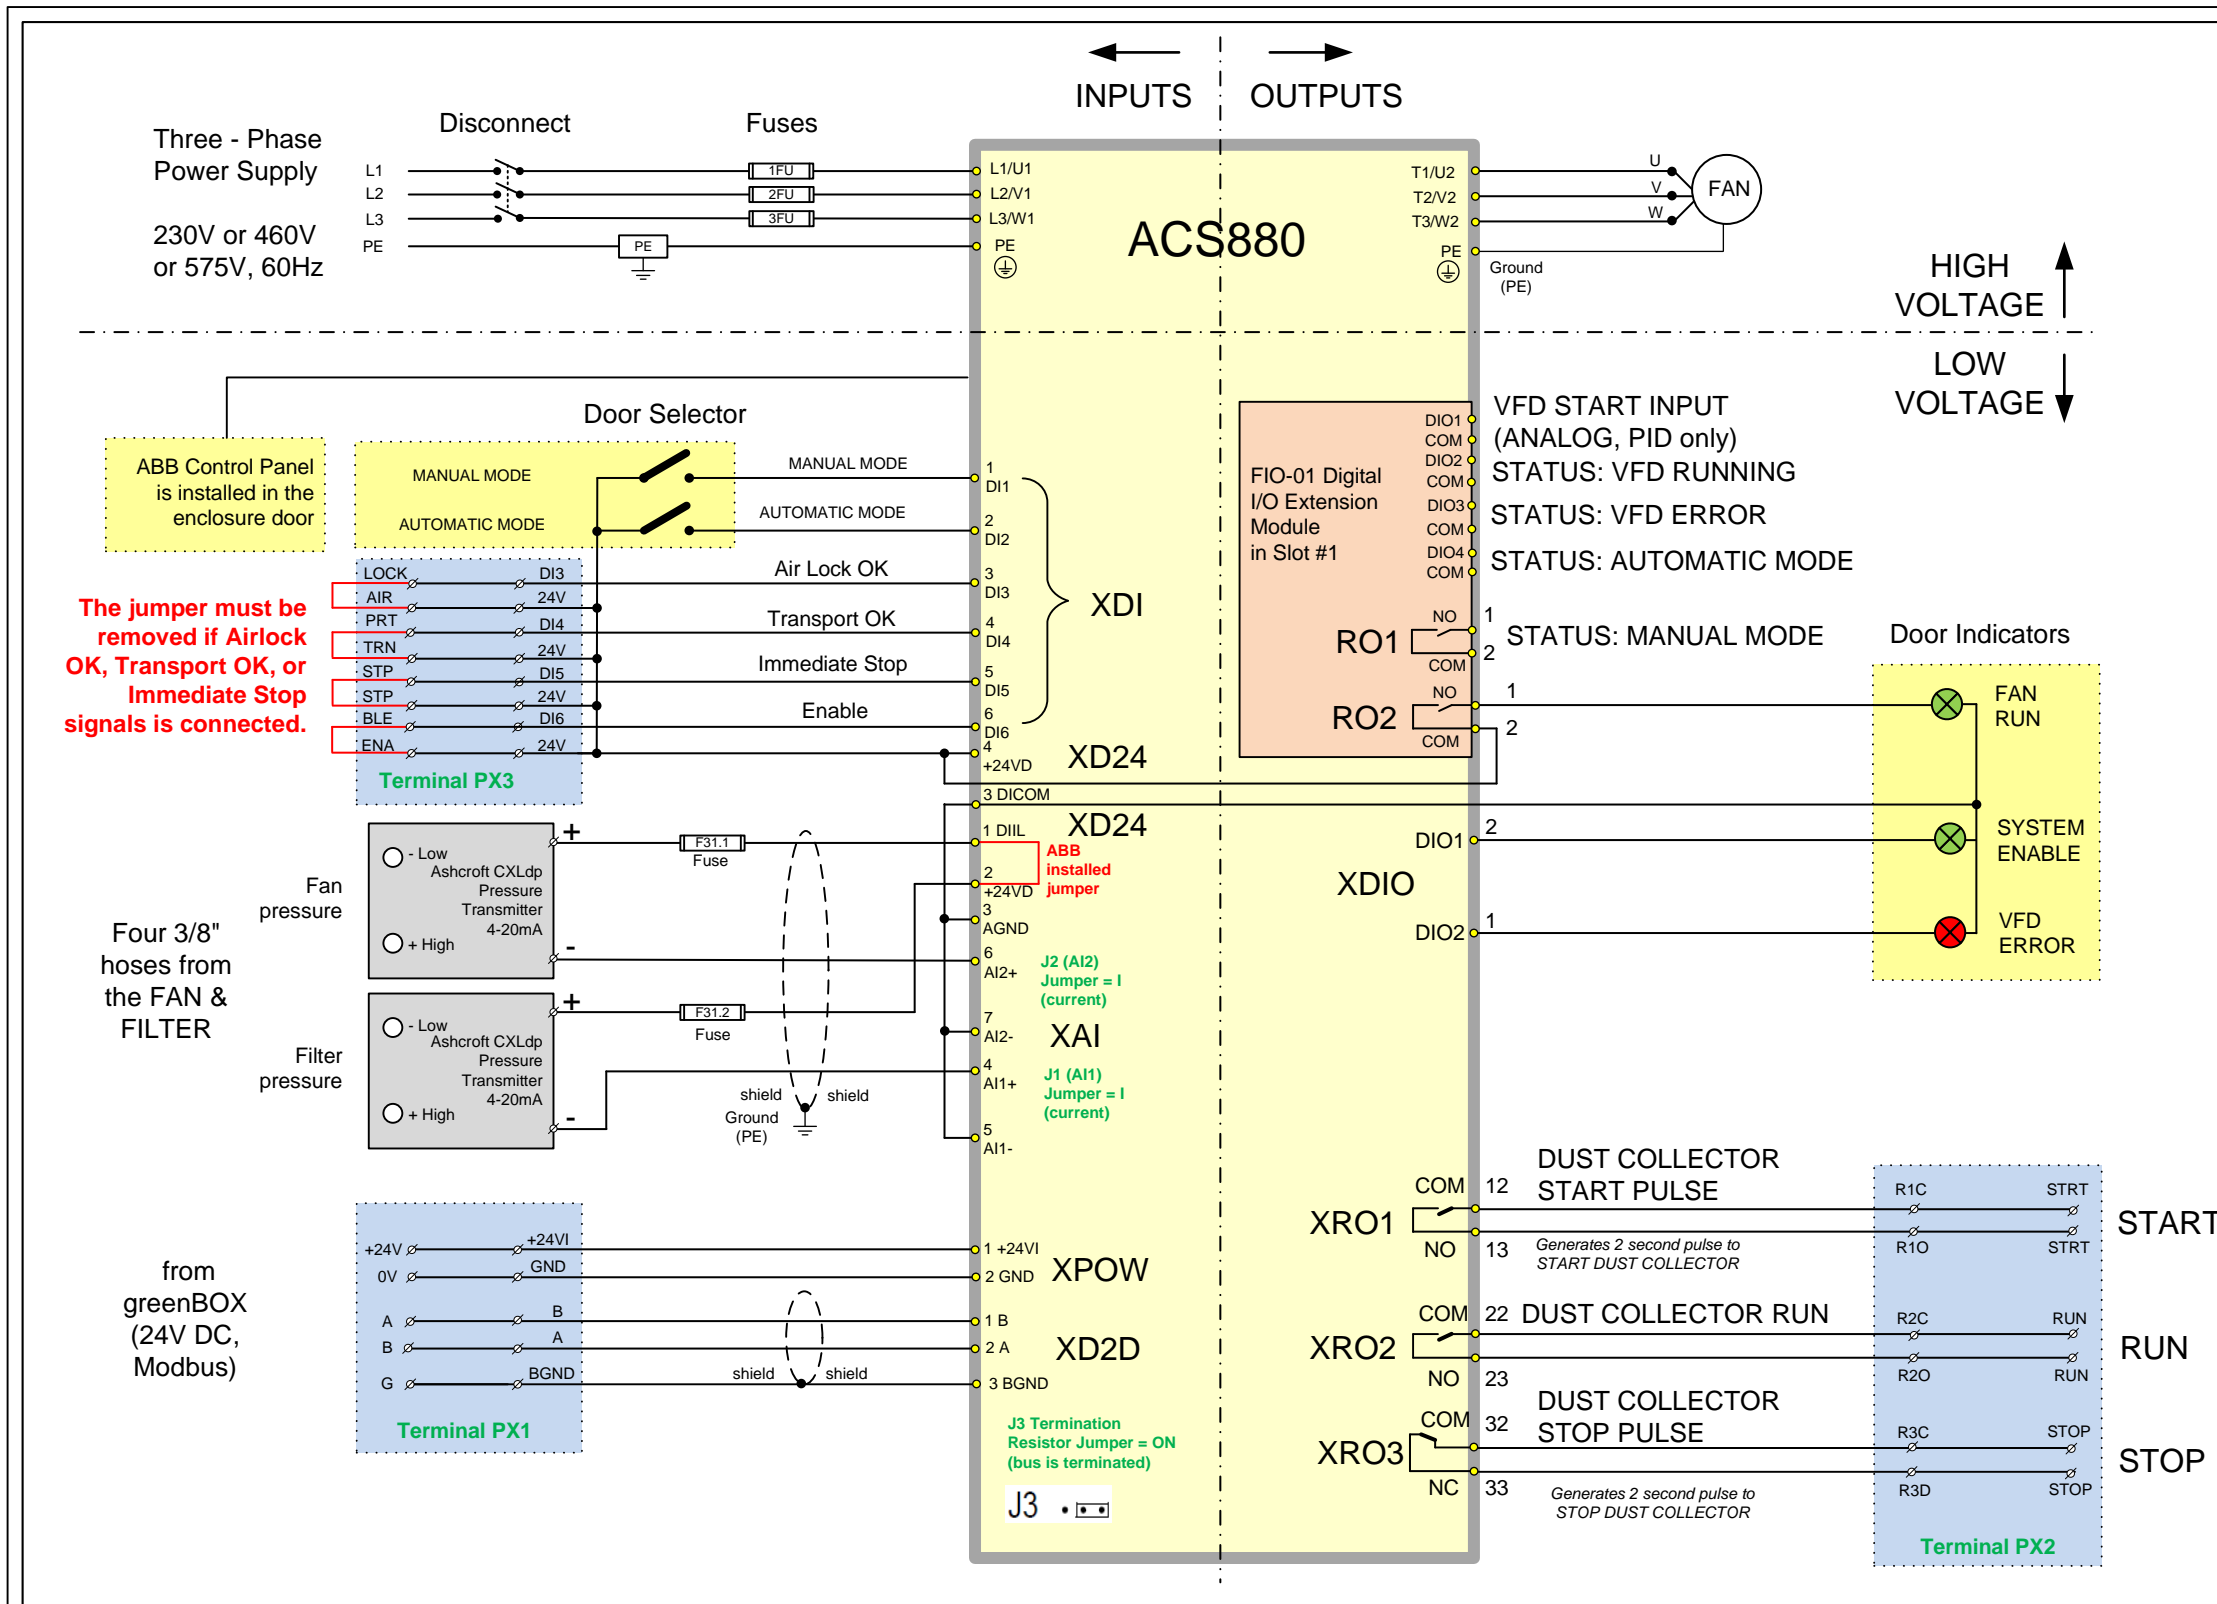 INPUTS
OUTPUTS
Three - Phase
Power Supply
230V or 460V
or 575V, 60Hz
Disconnect
Fuses
L1
L2
L3
PE
1FU
2FU
3FU
PE
L1/U1
L2/V1
L3/W1
PE
ACS880
T1/U2
T2/V2
T3/W2
PE
U
V
W
FAN
Ground
(PE)
HIGH
VOLTAGE
LOW
VOLTAGE
ABB Control Panel
is installed in the
enclosure door
Door Selector
MANUAL MODE
AUTOMATIC MODE
MANUAL MODE
AUTOMATIC MODE
1
DI1
2
DI2
The jumper must be
removed if Airlock
OK, Transport OK, or
Immediate Stop
signals is connected.
LOCK
AIR
PRT
TRN
STP
STP
BLE
ENA
DI3
24V
DI4
24V
DI5
24V
DI6
24V
Terminal PX3
Air Lock OK
Transport OK
Immediate Stop
Enable
3
DI3
4
DI4
5
DI5
6
DI6
4
+24VD
XDI
XD24
3 DICOM
XD24
1 DIIL
2
+24VD
ABB
installed
jumper
3
AGND
6
AI2+
J2 (AI2)
Jumper = I
(current)
7
AI2-
XAI
4
AI1+
J1 (AI1)
Jumper = I
(current)
5
AI1-
Four 3/8"
hoses from
the FAN &
FILTER
Fan
pressure
- Low
Ashcroft CXLdp
Pressure
Transmitter
4-20mA
+ High
+
-
F31.1
Fuse
Filter
pressure
- Low
Ashcroft CXLdp
Pressure
Transmitter
4-20mA
+ High
+
-
F31.2
Fuse
shield
shield
Ground
(PE)
from
greenBOX
(24V DC,
Modbus)
+24V
0V
A
B
G
+24VI
GND
B
A
BGND
Terminal PX1
shield
shield
1 +24VI
2 GND
XPOW
1 B
2 A
XD2D
3 BGND
J3 Termination
Resistor Jumper = ON
(bus is terminated)
J3
FIO-01 Digital
I/O Extension
Module
in Slot #1
DIO1
COM
DIO2
COM
DIO3
COM
DIO4
COM
VFD START INPUT
(ANALOG, PID only)
STATUS: VFD RUNNING
STATUS: VFD ERROR
STATUS: AUTOMATIC MODE
RO1
NO
COM
1
2
STATUS: MANUAL MODE
RO2
NO
COM
1
2
Door Indicators
FAN
RUN
SYSTEM
ENABLE
VFD
ERROR
XDIO
DIO1
2
DIO2
1
XRO1
COM
12
NO
13
DUST COLLECTOR
START PULSE
Generates 2 second pulse to
START DUST COLLECTOR
XRO2
COM
22
NO
23
DUST COLLECTOR RUN
XRO3
COM
32
NC
33
DUST COLLECTOR
STOP PULSE
Generates 2 second pulse to
STOP DUST COLLECTOR
R1C
STRT
R1O
STRT
START
R2C
RUN
R2O
RUN
RUN
R3C
STOP
R3D
STOP
STOP
Terminal PX2